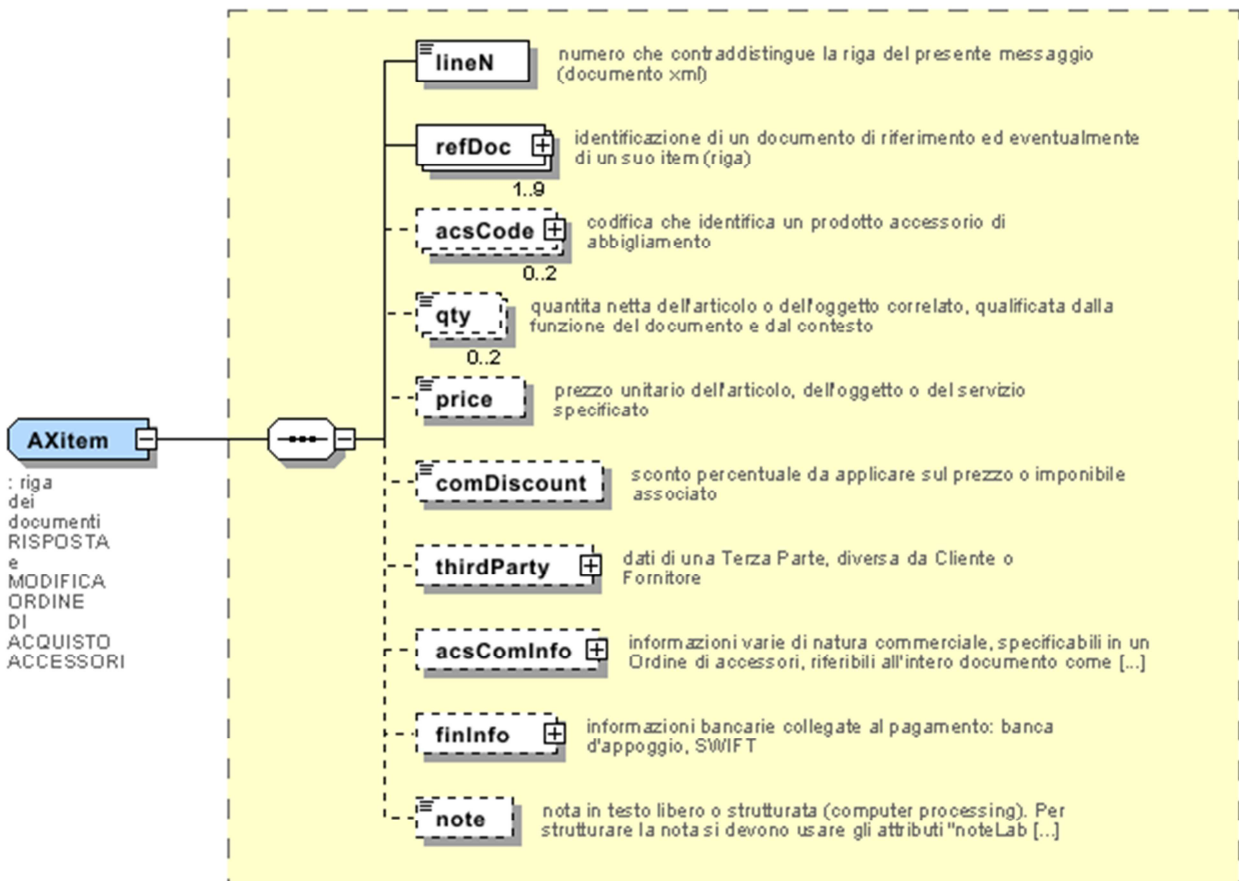 lineN
numero che contraddistingue la riga del presente messaggio
(documento xml)
refDoc
1..9
identificazione di un documento di riferimento ed eventualmente
di un suo item (riga)
acsCode
0..2
codifica che identifica un prodotto accessorio di
abbigliamento
qty
0..2
quantita netta dell'articolo o dell'oggetto correlato, qualificata dalla
funzione del documento e dal contesto
price
prezzo unitario dell'articolo, dell'oggetto o del servizio
specificato
AXitem
: riga
dei
documenti
RISPOSTA
e
MODIFICA
ORDINE
DI
ACQUISTO
ACCESSORI
comDiscount
sconto percentuale da applicare sul prezzo o imponibile
associato
thirdParty
dati di una Terza Parte, diversa da Cliente o
Fornitore
acsComInfo
informazioni varie di natura commerciale, specificabili in un
Ordine di accessori, riferibili all'intero documento come [...]
finInfo
informazioni bancarie collegate al pagamento: banca
d'appoggio, SWIFT
note
nota in testo libero o strutturata (computer processing). Per
strutturare la nota si devono usare gli attributi "noteLab [...]